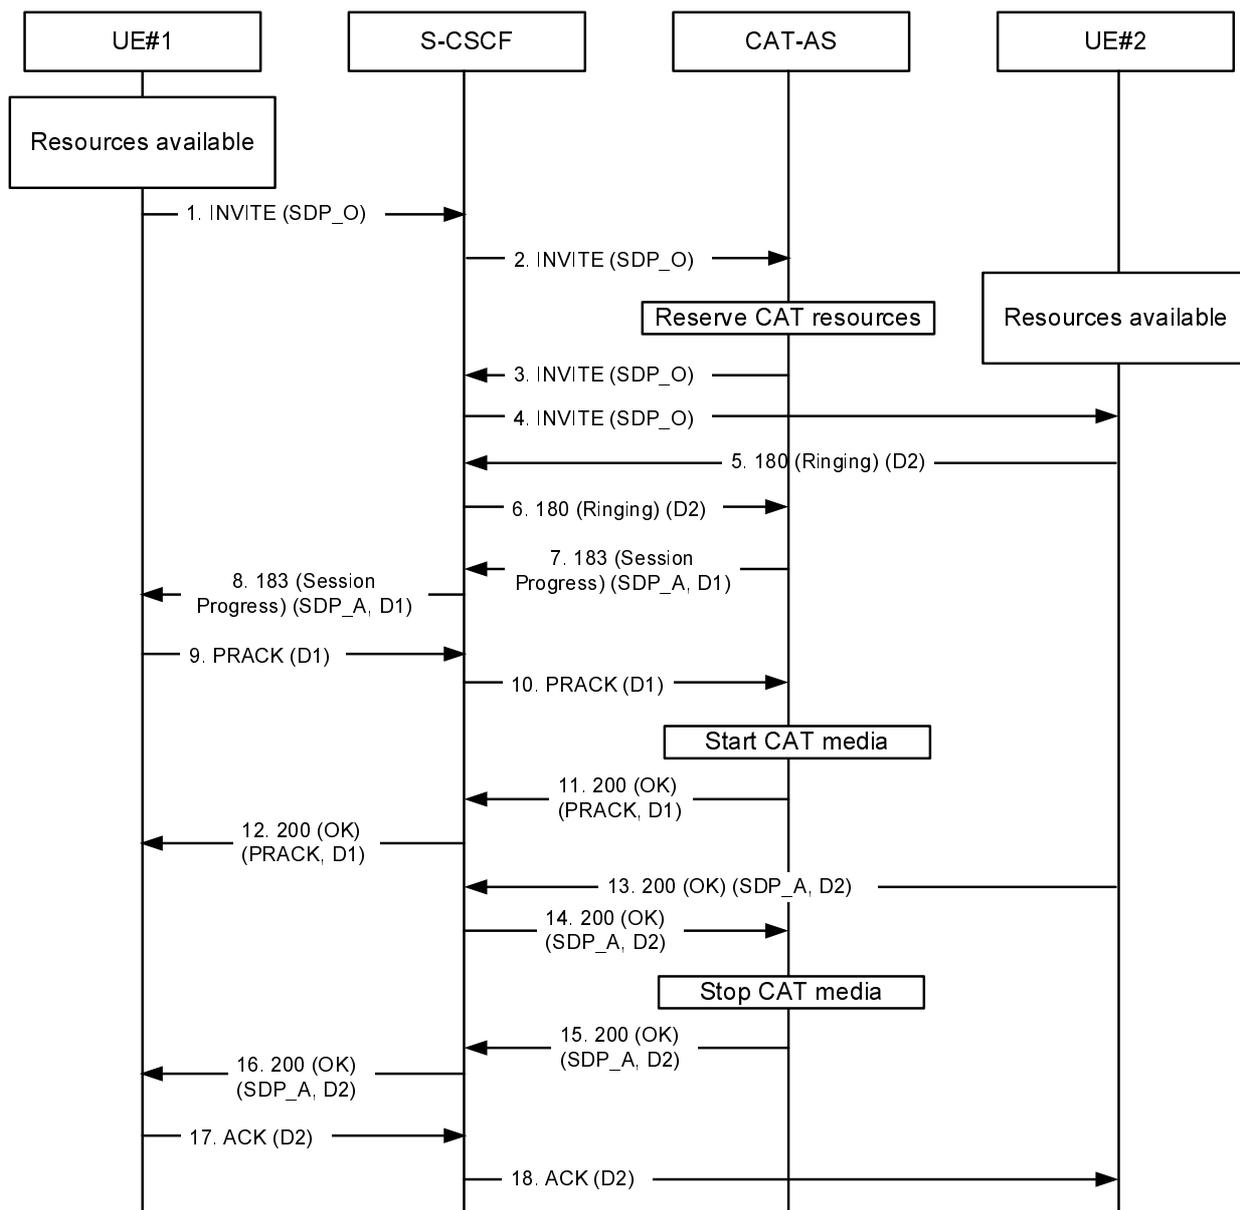 UE#1
S-CSCF
CAT-AS
UE#2
Resources available
1. INVITE (SDP_O)
2. INVITE (SDP_O)
Reserve CAT resources
Resources available
3. INVITE (SDP_O)
4. INVITE (SDP_O)
5. 180 (Ringing) (D2)
6. 180 (Ringing) (D2)
7. 183 (Session
Progress) (SDP_A, D1)
8. 183 (Session
Progress) (SDP_A, D1)
9. PRACK (D1)
10. PRACK (D1)
Start CAT media
11. 200 (OK)
(PRACK, D1)
12. 200 (OK)
(PRACK, D1)
13. 200 (OK) (SDP_A, D2)
14. 200 (OK)
(SDP_A, D2)
Stop CAT media
15. 200 (OK)
(SDP_A, D2)
16. 200 (OK)
(SDP_A, D2)
17. ACK (D2)
18. ACK (D2)